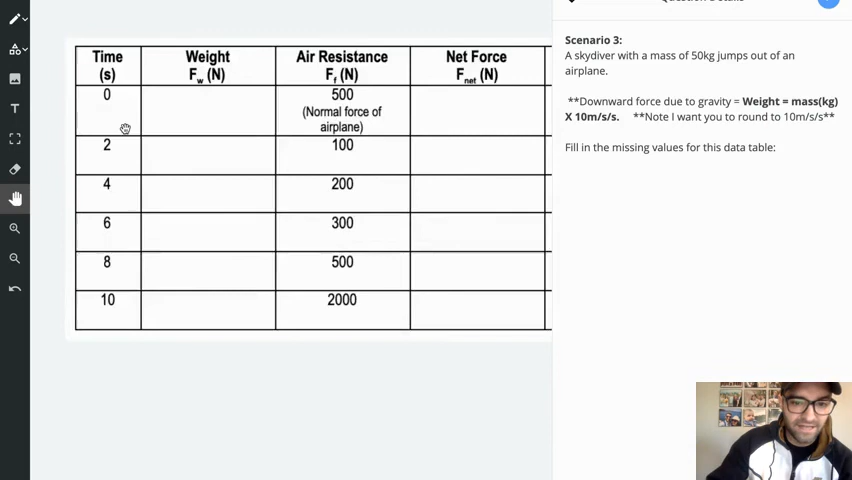 Scenario 3:
A skydiver with a mass of 50kg jumps out of an
airplane.
**Downward force due to gravity = Weight = mass(kg)
X 10m/s/s. **Note I want you to round to 10m/s/s**
Fill in the missing values for this data table:
Time (s) Weight Fw (N) Air Resistance Ff (N) Net Force Fnet (N)
0 500 (Normal force of airplane)
2 100
4 200
6 300
8 500
10 2000
T